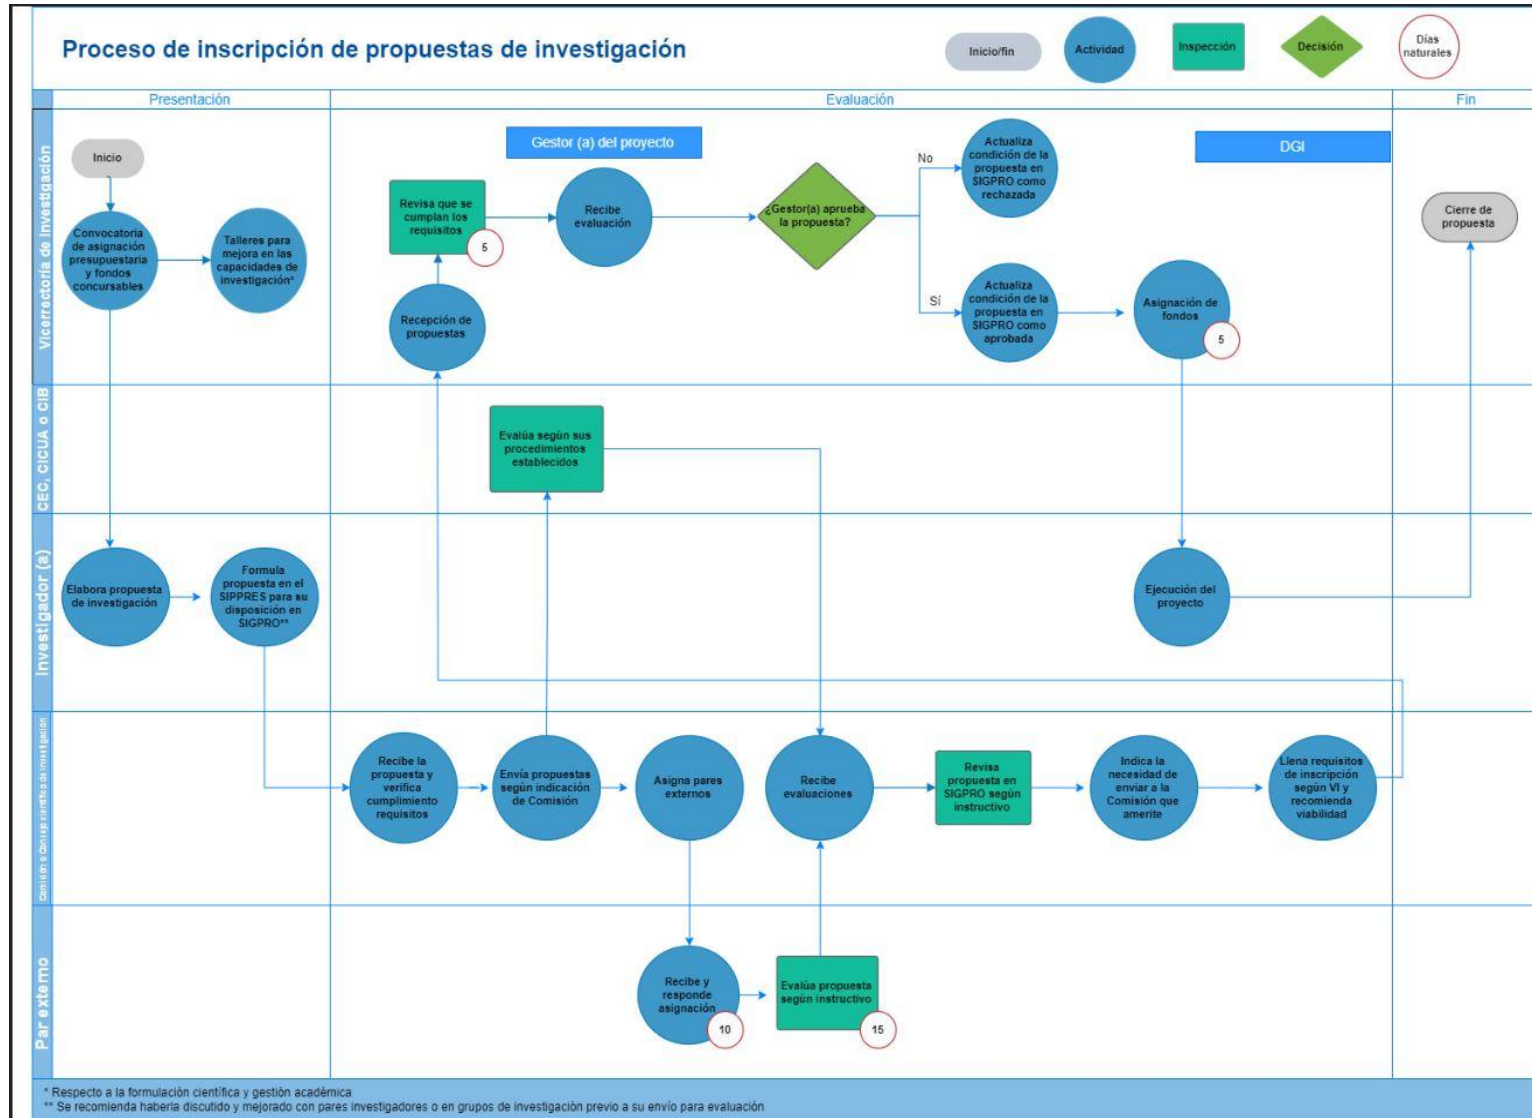 Proceso de inscripción de propuestas de investigación
Inicio/fin
Actividad
Inspección
Decisión
Días
naturales
Presentación
Evaluación
Fin
Vicerrectoría de Investigación
Inicio
Convocatoria
de asignación
presupuestaria
y fondos
concursables
Talleres para
mejora en las
capacidades de
investigación*
Gestor (a) del proyecto
DGI
Revisa que se
cumplan los
requisitos
5
Recibe
evaluación
¿Gestor(a) aprueba
la propuesta?
No
Actualiza
condición de la
propuesta en
SIGPRO como
rechazada
Sí
Actualiza
condición de la
propuesta en
SIGPRO como
aprobada
Asignación de
fondos
5
Recepción de
propuestas
Cierre de
propuesta
CEC, CICUA o CIB
Evalúa según sus
procedimientos
establecidos
Investigador (a)
Elabora propuesta
de investigación
Formula
propuesta en el
SIPPRES para su
disposición en
SIGPRO**
Ejecución del
proyecto
Comisión o Consejo científico de investigación
Recibe la
propuesta y
verifica
cumplimiento
requisitos
Envía propuestas
según indicación
de Comisión
Asigna pares
externos
Recibe
evaluaciones
Revisa
propuesta en
SIGPRO según
instructivo
Indica la
necesidad de
enviar a la
Comisión que
amerite
Llena requisitos
de inscripción
según VI y
recomienda
viabilidad
Par externo
Recibe y
responde
asignación
10
Evalúa propuesta
según instructivo
15
* Respecto a la formulación científica y gestión académica
** Se recomienda haberla discutido y mejorado con pares investigadores o en grupos de investigación previo a su envío para evaluación